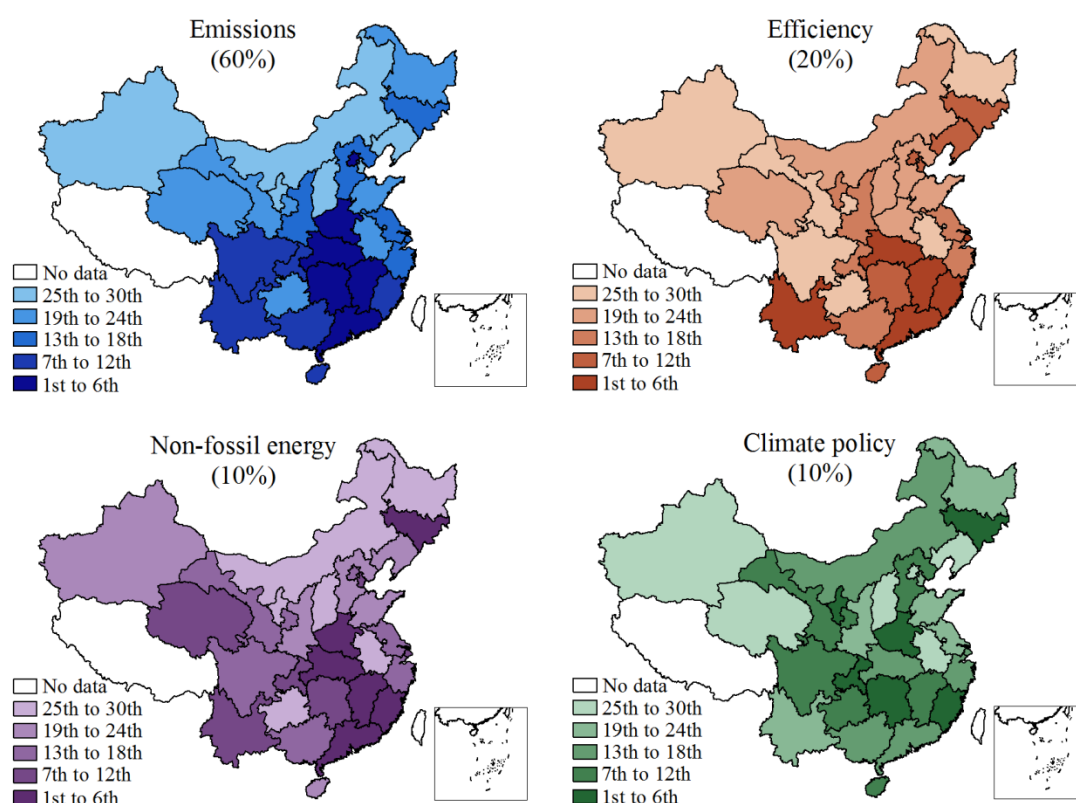 Emissions
(60%)
No data
25th to 30th
19th to 24th
13th to 18th
7th to 12th
1st to 6th
Efficiency
(20%)
No data
25th to 30th
19th to 24th
13th to 18th
7th to 12th
1st to 6th
Non-fossil energy
(10%)
No data
25th to 30th
19th to 24th
13th to 18th
7th to 12th
1st to 6th
Climate policy
(10%)
No data
25th to 30th
19th to 24th
13th to 18th
7th to 12th
1st to 6th